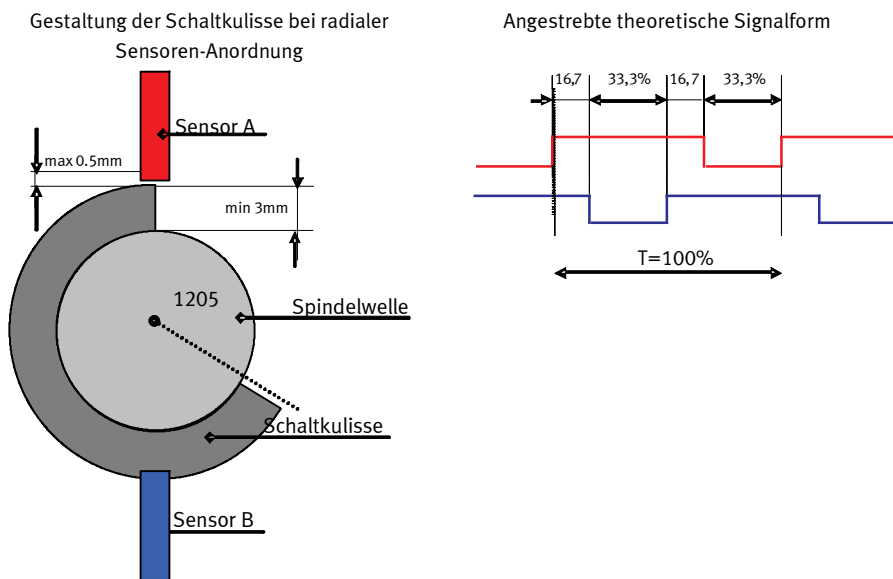 Gestaltung der Schaltkulisse bei radialer
Sensoren-Anordnung
Angestrebte theoretische Signalform
16,7
33,3%
16,7
33,3%
Sensor A
max 0.5mm
min 3mm
T=100%
1205
Spindelwelle
Schaltkulisse
Sensor B